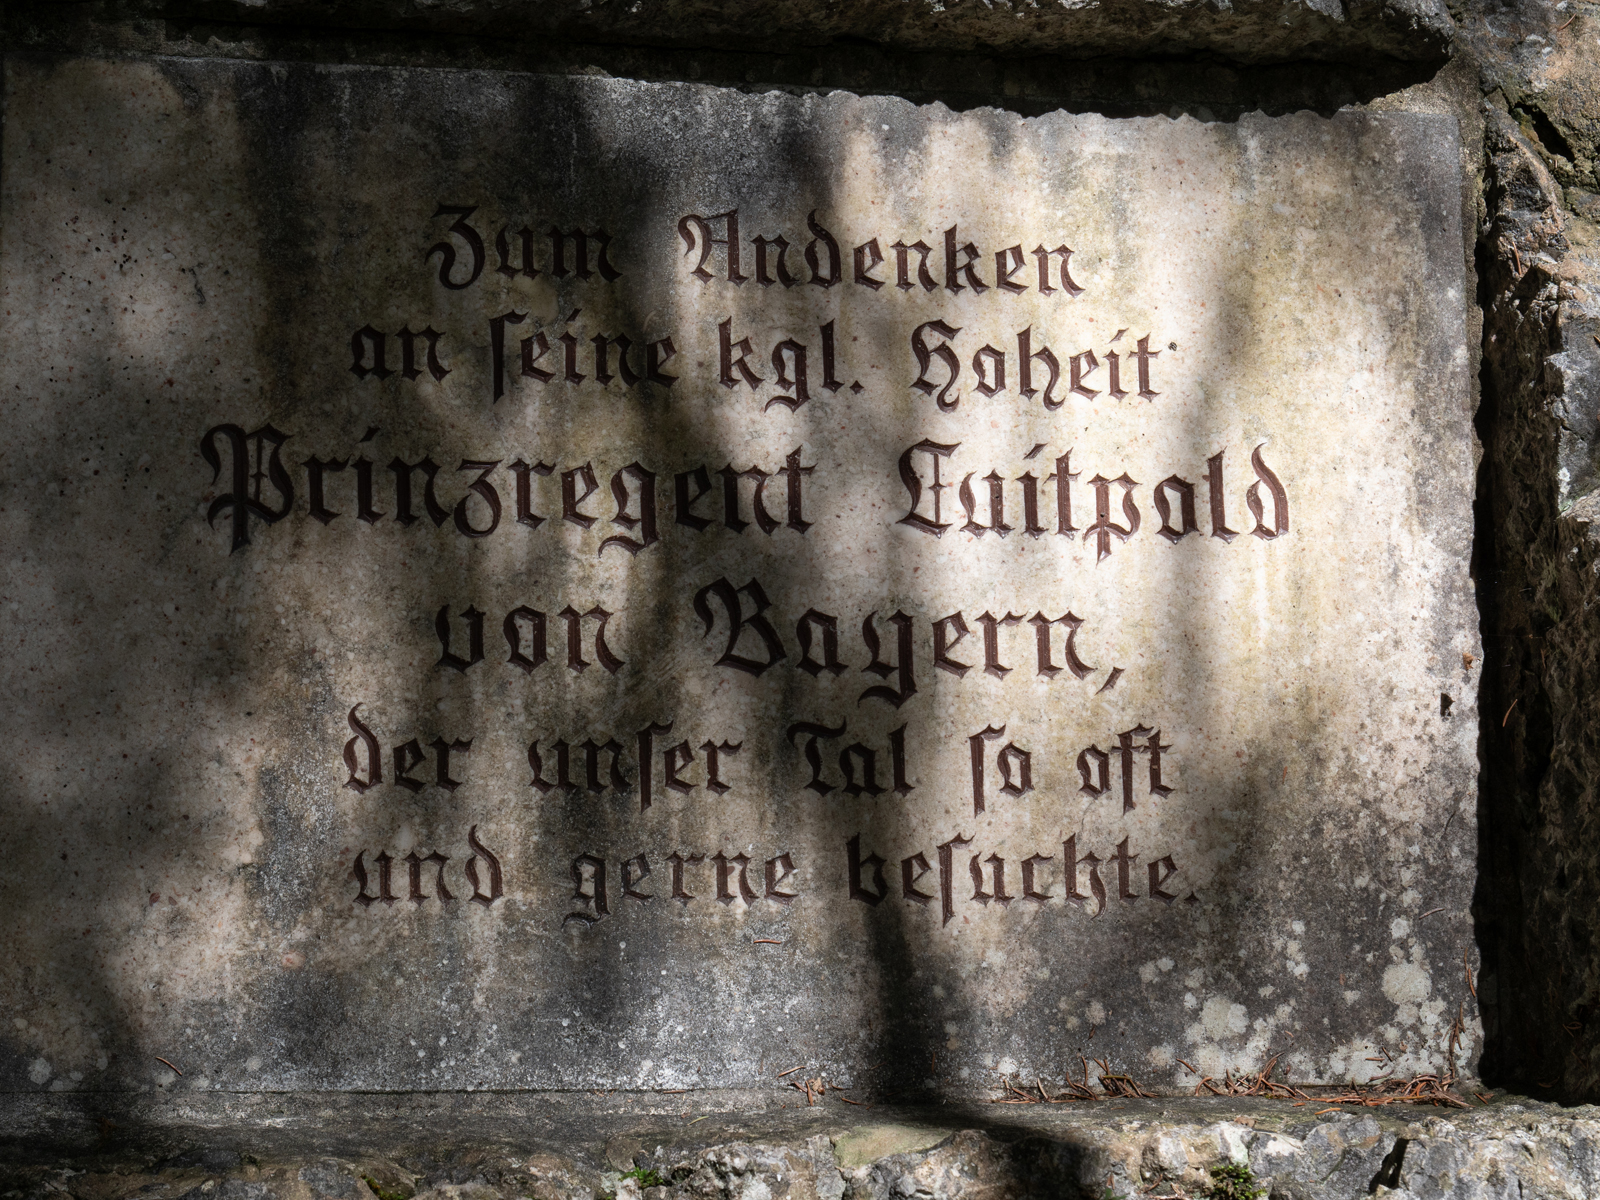 Zum Andenken
an ſeine kgl. Hoheit
Prinzregent Luitpold
von Bayern,
der unſer Tal ſo oft
und gerne beſuchte.